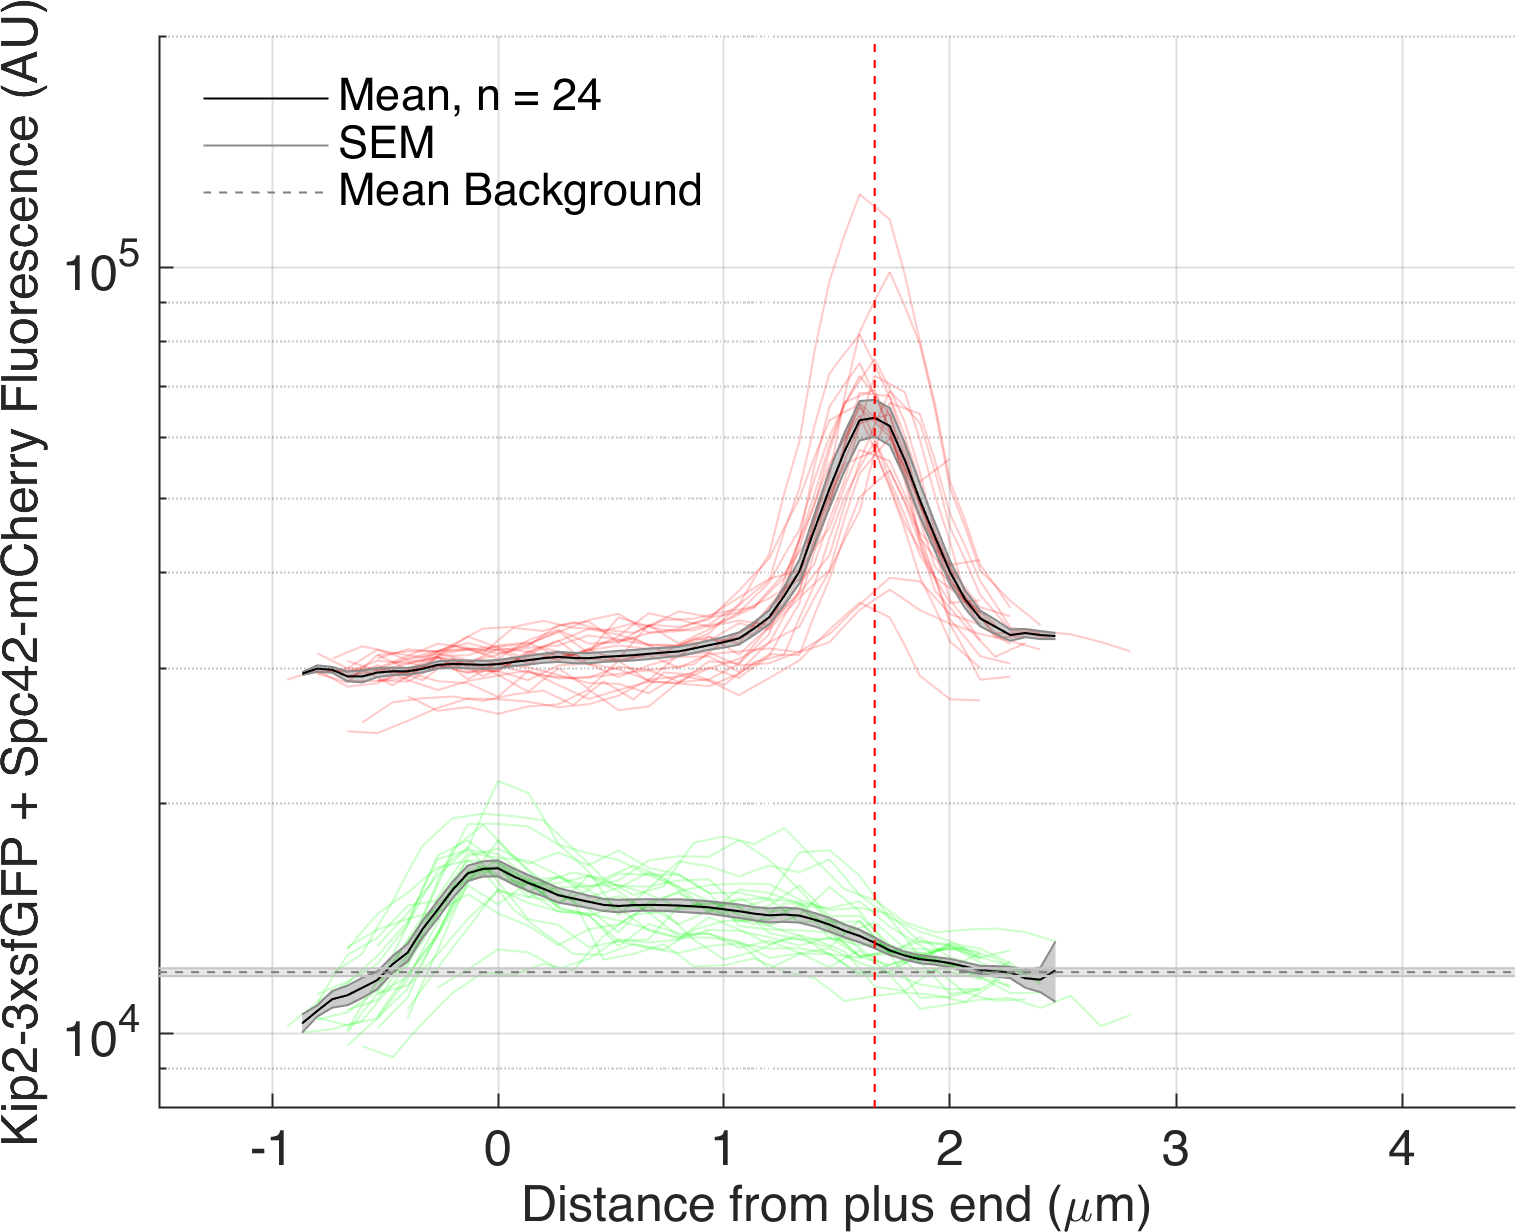 Kip2-3xsfGFP + Spc42-mCherry Fluorescence (AU)
Mean, n = 24
SEM
Mean Background
10^5
10^4
-1 0 1 2 3 4
Distance from plus end (μm)